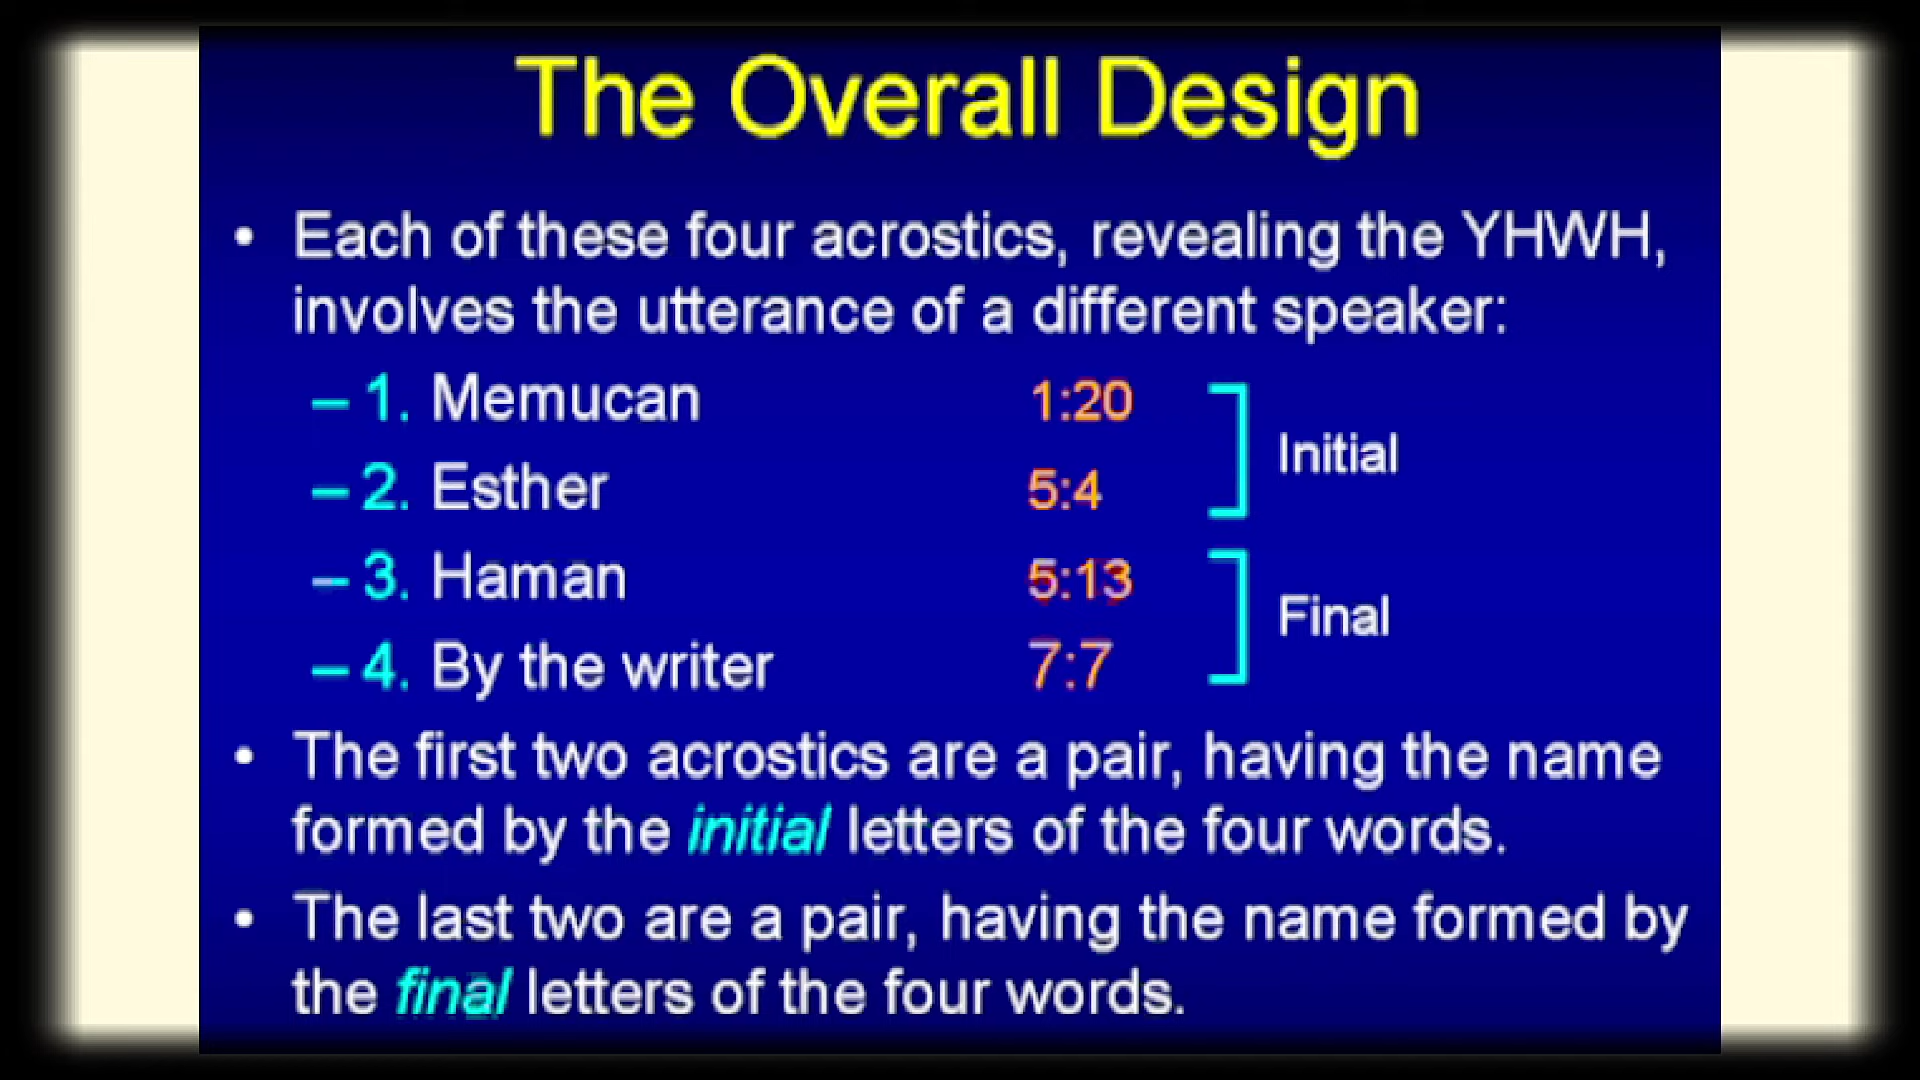 The Overall Design
• Each of these four acrostics, revealing the YHWH,
involves the utterance of a different speaker:
– 1. Memucan 1:20
Initial
– 2. Esther 5:4
– 3. Haman 5:13
Final
– 4. By the writer 7:7
• The first two acrostics are a pair, having the name
formed by the initial letters of the four words.
• The last two are a pair, having the name formed by
the final letters of the four words.